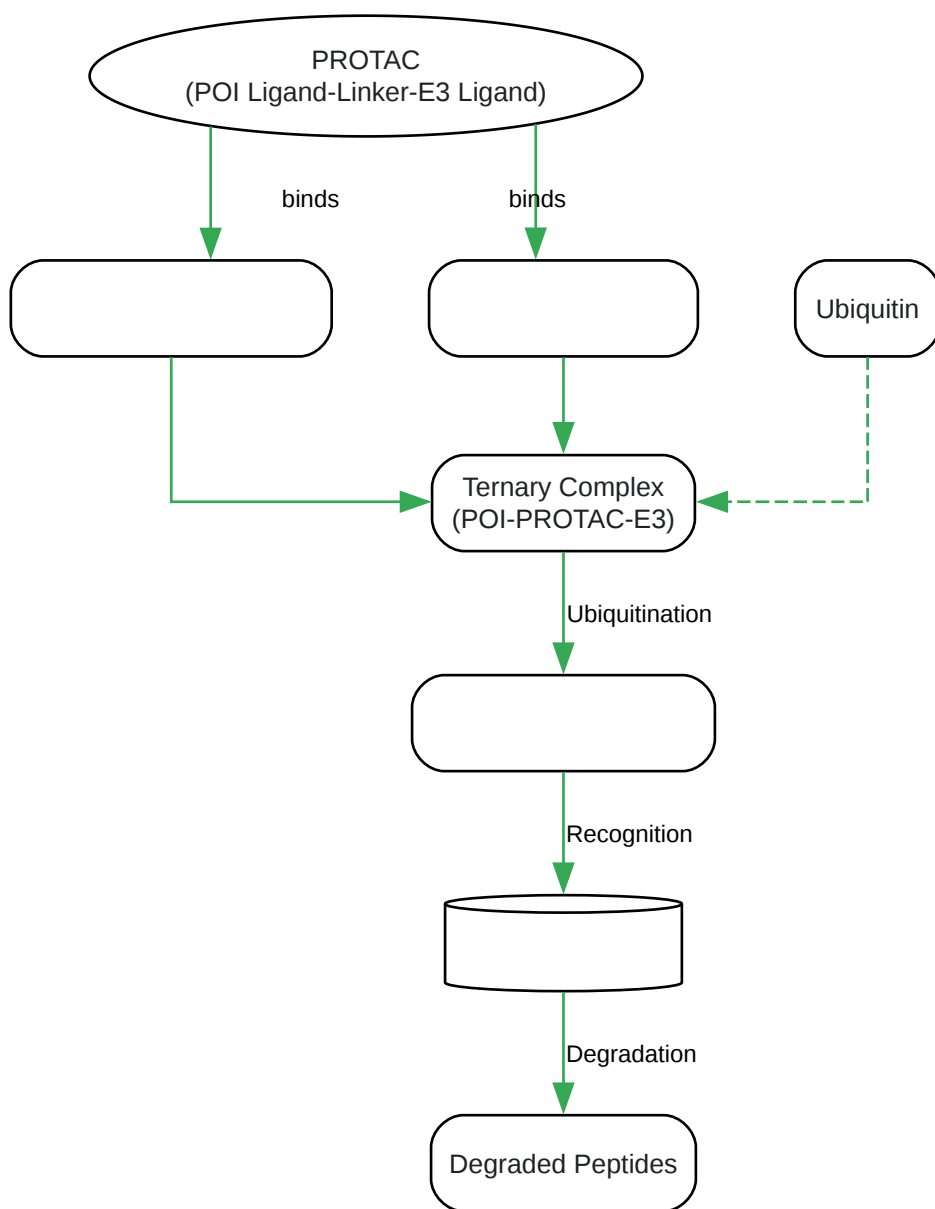 PROTAC
(POI Ligand-Linker-E3 Ligand)
binds
binds
Ubiquitin
Ternary Complex
(POI-PROTAC-E3)
Ubiquitination
Recognition
Degradation
Degraded Peptides